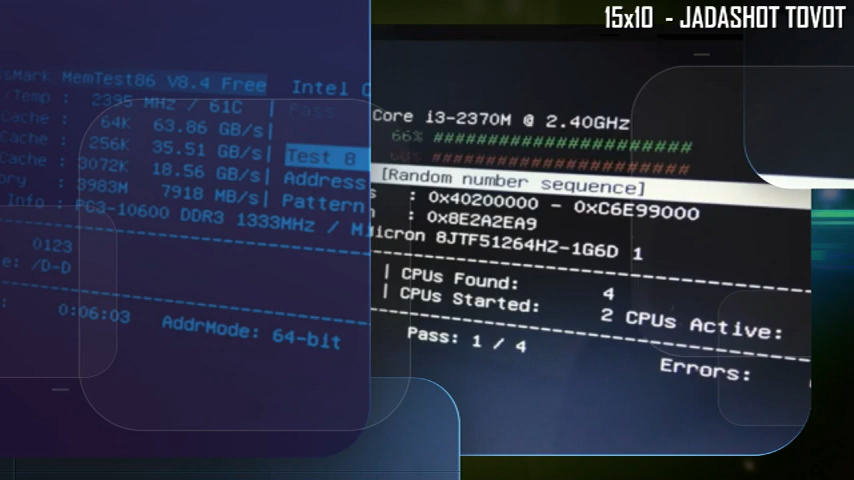 15x10 - JADASHOT TOVOT
ssMark MemTest86 V8.4 Free Intel Core i3-2370M @ 2.40GHz
/Temp : 2395 MHz / 61C | Pass 66% ########################
Cache : 64K 63.86 GB/s| ########################
Cache : 256K 35.51 GB/s| Test 8 [Random number sequence]
Cache : 3072K 18.56 GB/s| Address : 0x40200000 - 0xC6E99000
ory : 3983M 7918 MB/s| Pattern : 0x8E2A2EA9
Info : PC3-10600 DDR3 1333MHz / Micron 8JTF51264HZ-1G6D 1
0123 | CPUs Found: 4
e: /D-D | CPUs Started: 2 CPUs Active:
0:06:03 AddrMode: 64-bit Pass: 1 / 4 Errors: